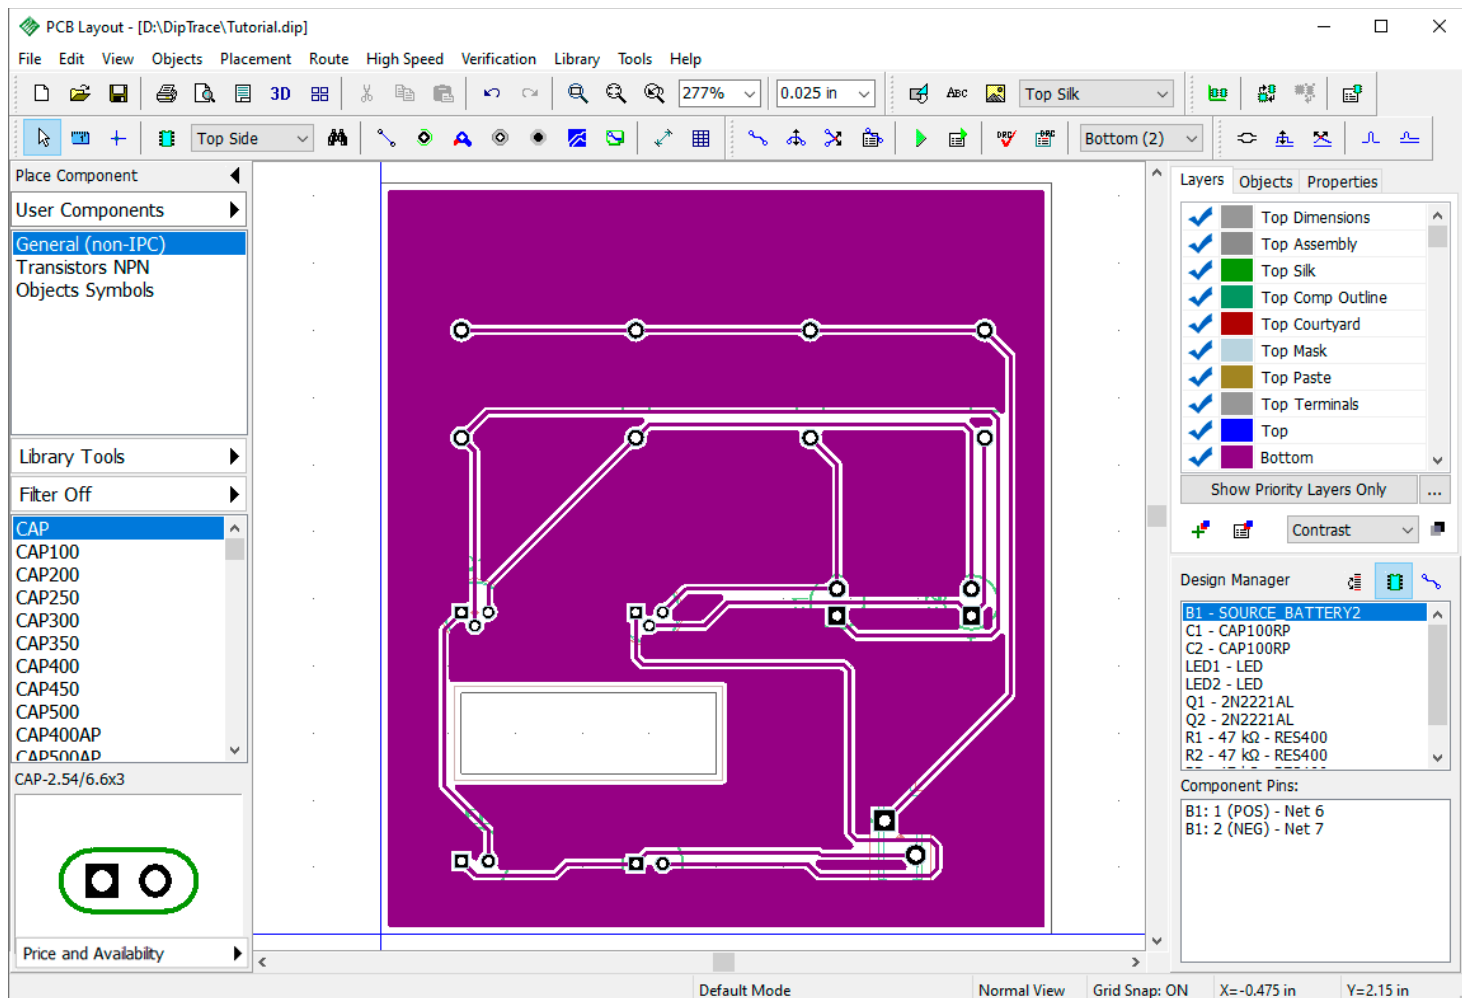 PCB Layout - [D:\DipTrace\Tutorial.dip]
File Edit View Objects Placement Route High Speed Verification Library Tools Help
3D 277% 0.025 in ABC Top Silk
Top Side DRC DRC Bottom (2)
Place Component
User Components
General (non-IPC)
Transistors NPN
Objects Symbols
Library Tools
Filter Off
CAP
CAP100
CAP200
CAP250
CAP300
CAP350
CAP400
CAP450
CAP500
CAP400AP
CAP500AP
CAP-2.54/6.6x3
Price and Availabilty
Layers Objects Properties
Top Dimensions
Top Assembly
Top Silk
Top Comp Outline
Top Courtyard
Top Mask
Top Paste
Top Terminals
Top
Bottom
Show Priority Layers Only ...
Contrast
Design Manager
B1 - SOURCE_BATTERY2
C1 - CAP100RP
C2 - CAP100RP
LED1 - LED
LED2 - LED
Q1 - 2N2221AL
Q2 - 2N2221AL
R1 - 47 kΩ - RES400
R2 - 47 kΩ - RES400
Component Pins:
B1: 1 (POS) - Net 6
B1: 2 (NEG) - Net 7
Default Mode Normal View Grid Snap: ON X=-0.475 in Y=2.15 in